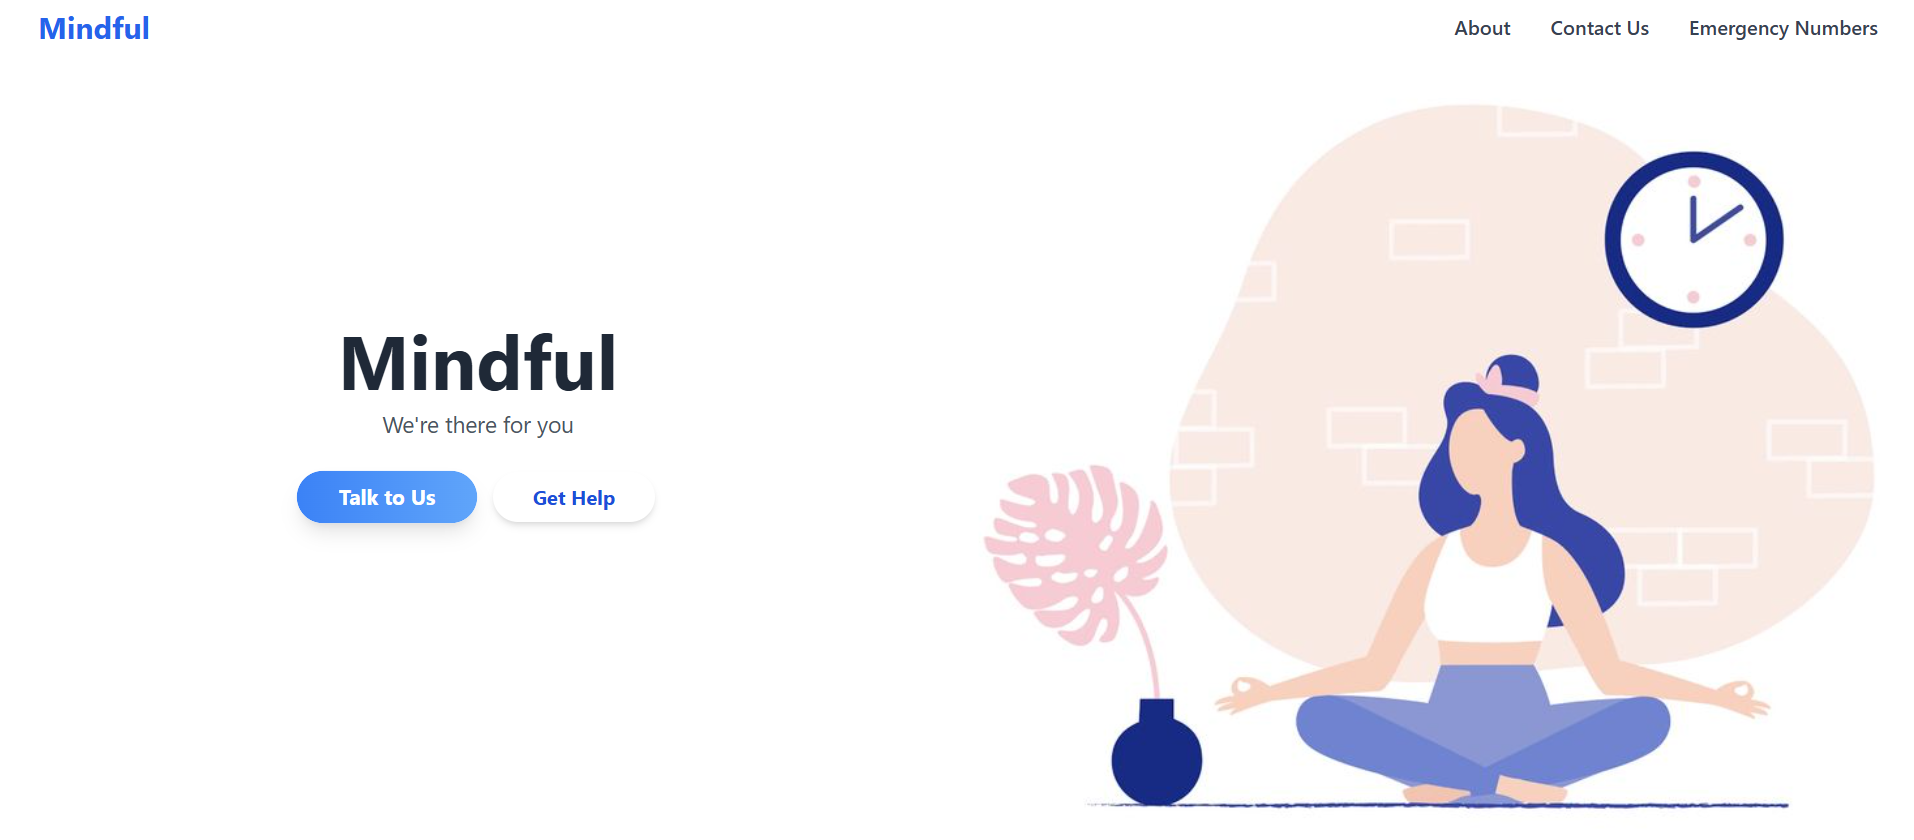 Mindful
About
Contact Us
Emergency Numbers
Mindful
We're there for you
Talk to Us
Get Help